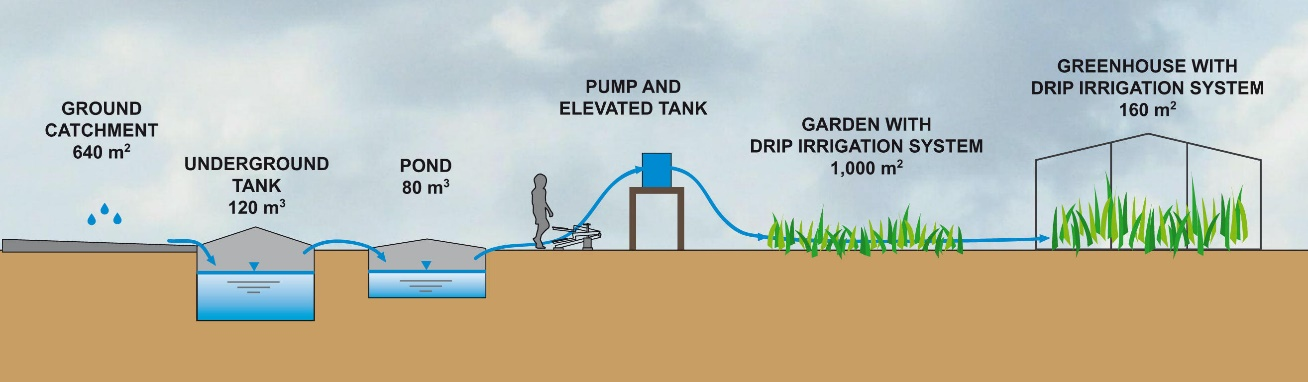 GROUND
CATCHMENT
640 m²
UNDERGROUND
TANK
120 m³
POND
80 m³
PUMP AND
ELEVATED TANK
GARDEN WITH
DRIP IRRIGATION SYSTEM
1,000 m²
GREENHOUSE WITH
DRIP IRRIGATION SYSTEM
160 m²